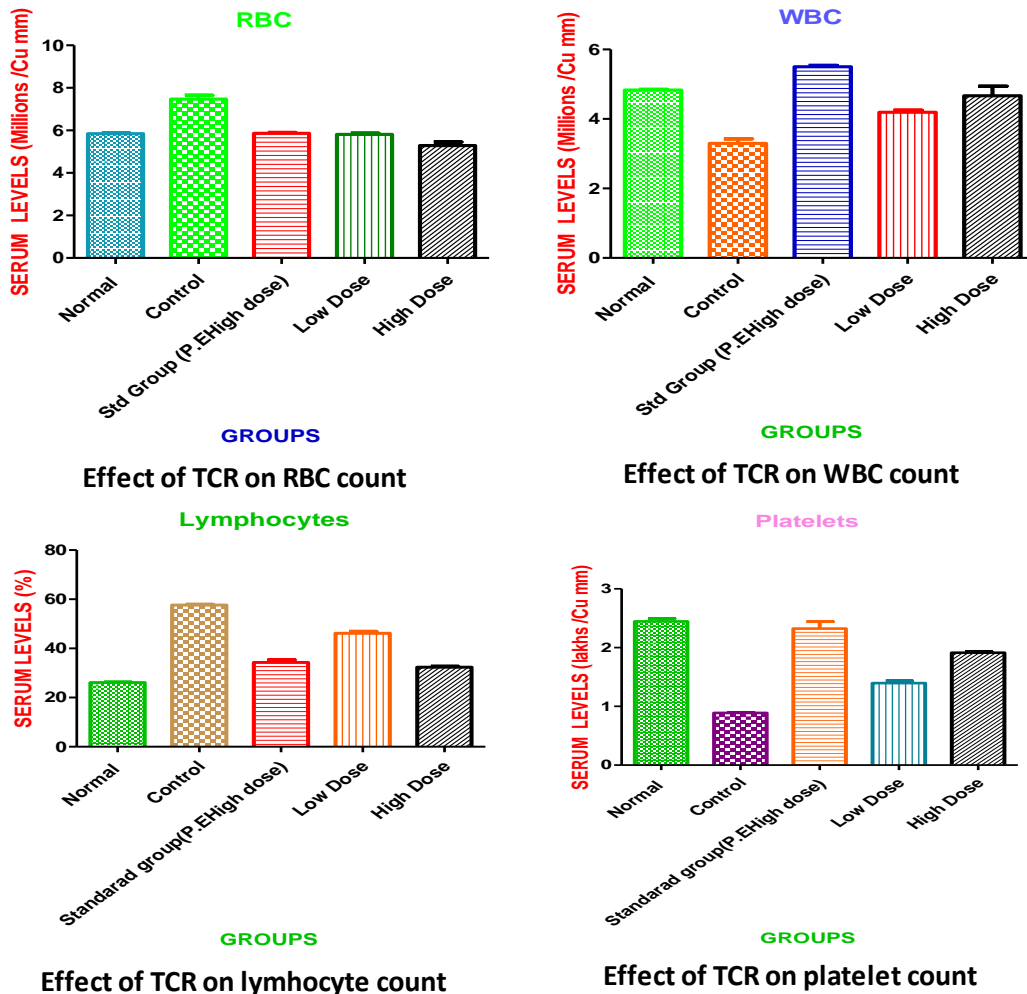 RBC
SERUM LEVELS (Millions /Cu mm)
10
8
6
4
2
0
Normal
Control
Std Group (P.EHigh dose)
Low Dose
High Dose
GROUPS
Effect of TCR on RBC count
WBC
SERUM LEVELS (Millions /Cu mm)
6
4
2
0
Normal
Control
Std Group (P.EHigh dose)
Low Dose
High Dose
GROUPS
Effect of TCR on WBC count
Lymphocytes
SERUM LEVELS (%)
80
60
40
20
0
Normal
Control
Standarad group(P.EHigh dose)
Low Dose
High Dose
GROUPS
Effect of TCR on lymhocyte count
Platelets
SERUM LEVELS (lakhs /Cu mm)
3
2
1
0
Normal
Control
Standarad group(P.EHigh dose)
Low Dose
High Dose
GROUPS
Effect of TCR on platelet count